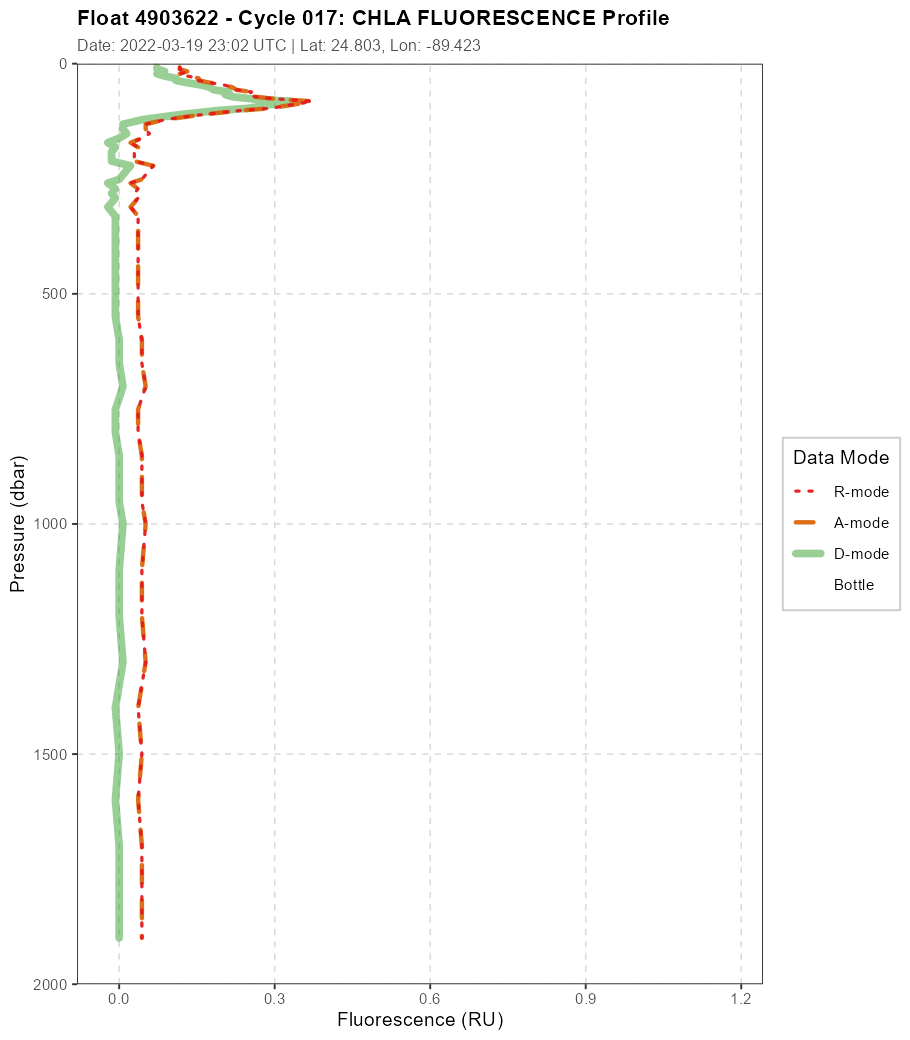 Float 4903622 - Cycle 017: CHLA FLUORESCENCE Profile
Date: 2022-03-19 23:02 UTC | Lat: 24.803, Lon: -89.423
0
500
1000
1500
2000
Pressure (dbar)
0.0 0.3 0.6 0.9 1.2
Fluorescence (RU)
Data Mode
R-mode
A-mode
D-mode
Bottle